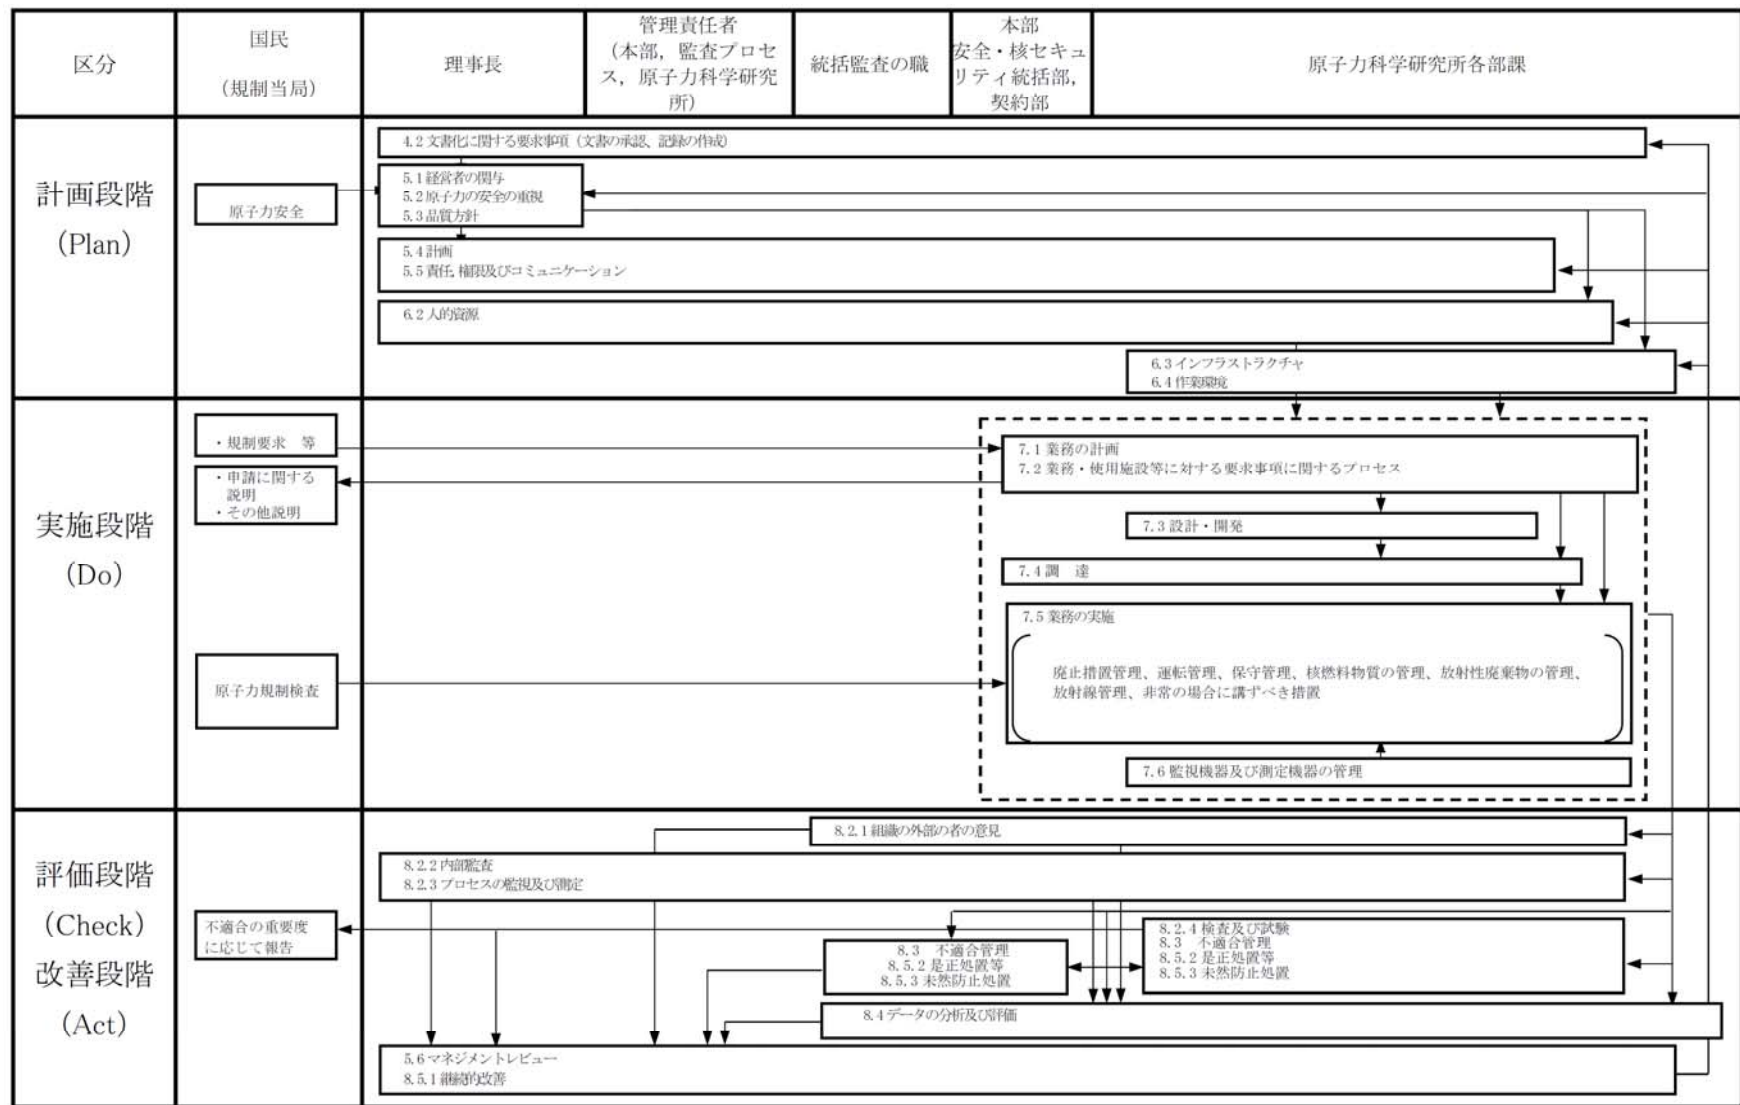 区分
国民
(規制当局)
理事長
管理責任者
(本部，監査プロセ
ス，原子力科学研究
所)
統括監査の職
本部
安全・核セキュ
リティ統括部，
契約部
原子力科学研究所各部課
計画段階
(Plan)
原子力安全
4.2 文書化に関する要求事項（文書の承認、記録の作成）
5.1 経営者の関与
5.2 原子力の安全の重視
5.3 品質方針
5.4 計画
5.5 責任，権限及びコミュニケーション
6.2 人的資源
6.3 インフラストラクチャ
6.4 作業環境
実施段階
(Do)
・規制要求　等
・申請に関する
説明
・その他説明
原子力規制検査
7.1 業務の計画
7.2 業務・使用施設等に対する要求事項に関するプロセス
7.3 設計・開発
7.4 調　達
7.5 業務の実施
廃止措置管理、運転管理、保守管理、核燃料物質の管理、放射性廃棄物の管理、
放射線管理、非常の場合に講ずべき措置
7.6 監視機器及び測定機器の管理
評価段階
(Check)
改善段階
(Act)
不適合の重要度
に応じて報告
8.2.1 組織の外部の者の意見
8.2.2 内部監査
8.2.3 プロセスの監視及び測定
8.3　不適合管理
8.5.2 是正処置等
8.5.3 未然防止処置
8.2.4 検査及び試験
8.3　不適合管理
8.5.2 是正処置等
8.5.3 未然防止処置
8.4 データの分析及び評価
5.6 マネジメントレビュー
8.5.1 継続的改善